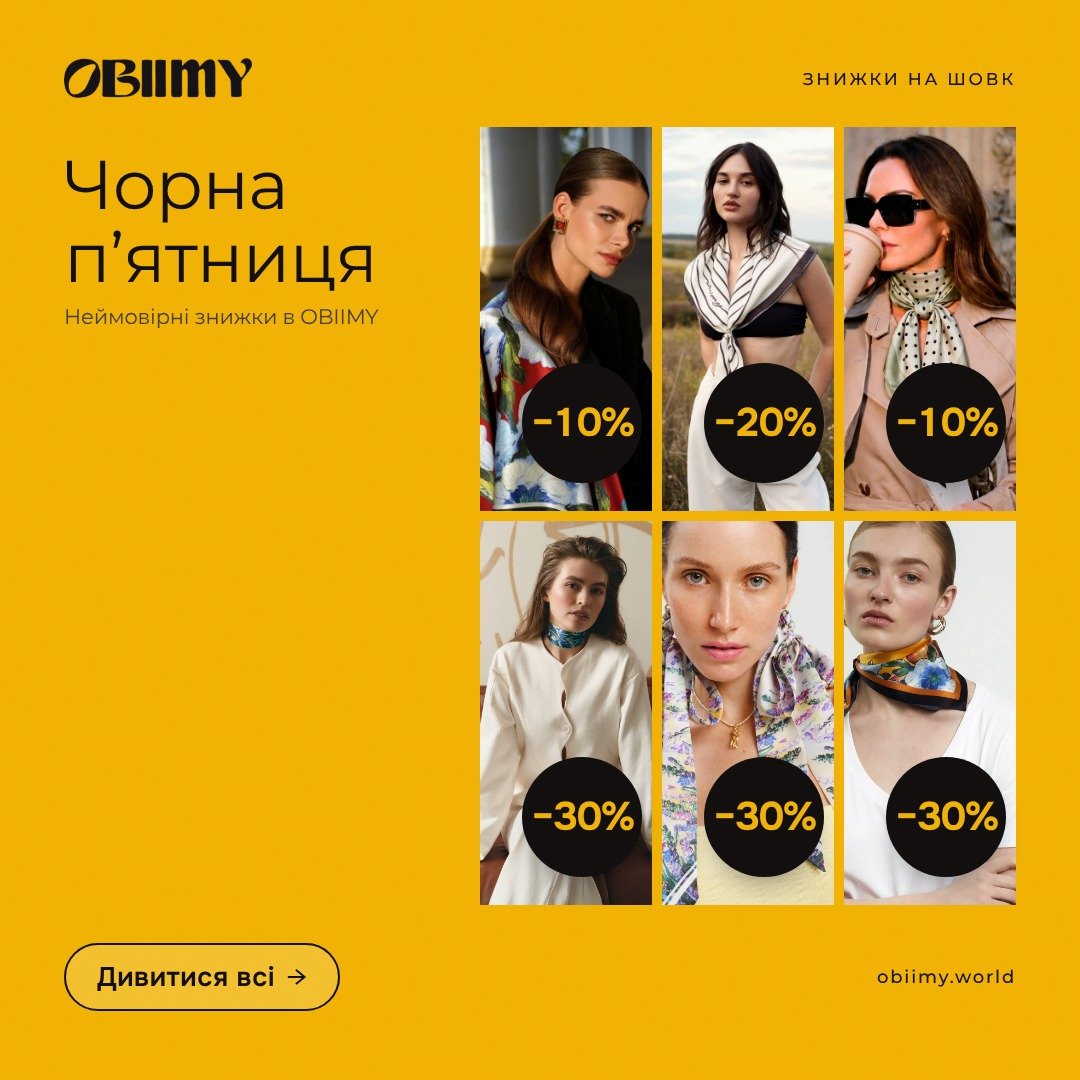 OBIIMY
ЗНИЖКИ НА ШОВК
Чорна
п’ятниця
Неймовірні знижки в OBIIMY
-10%
-20%
-10%
-30%
-30%
-30%
Дивитися всі →
obiimy.world